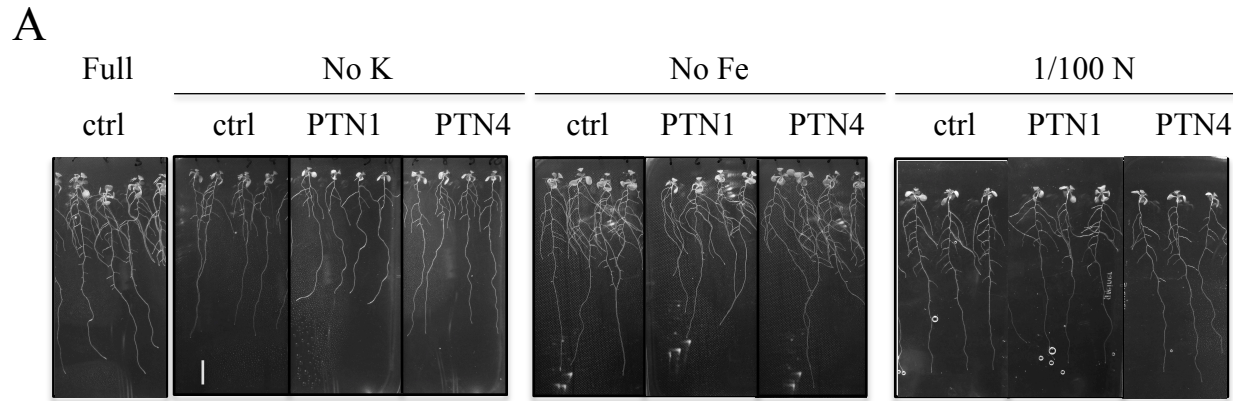 A
Full No K No Fe 1/100 N
ctrl ctrl PTN1 PTN4 ctrl PTN1 PTN4 ctrl PTN1 PTN4